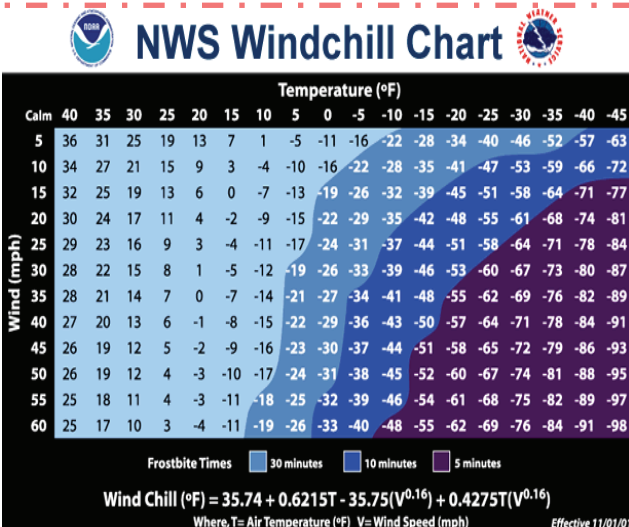 NOAA
NWS Windchill Chart
NATIONAL WEATHER SERVICE
Temperature (ºF)
Calm 40 35 30 25 20 15 10 5 0 -5 -10 -15 -20 -25 -30 -35 -40 -45
5 36 31 25 19 13 7 1 -5 -11 -16 -22 -28 -34 -40 -46 -52 -57 -63
10 34 27 21 15 9 3 -4 -10 -16 -22 -28 -35 -41 -47 -53 -59 -66 -72
15 32 25 19 13 6 0 -7 -13 -19 -26 -32 -39 -45 -51 -58 -64 -71 -77
20 30 24 17 11 4 -2 -9 -15 -22 -29 -35 -42 -48 -55 -61 -68 -74 -81
25 29 23 16 9 3 -4 -11 -17 -24 -31 -37 -44 -51 -58 -64 -71 -78 -84
30 28 22 15 8 1 -5 -12 -19 -26 -33 -39 -46 -53 -60 -67 -73 -80 -87
35 28 21 14 7 0 -7 -14 -21 -27 -34 -41 -48 -55 -62 -69 -76 -82 -89
40 27 20 13 6 -1 -8 -15 -22 -29 -36 -43 -50 -57 -64 -71 -78 -84 -91
45 26 19 12 5 -2 -9 -16 -23 -30 -37 -44 -51 -58 -65 -72 -79 -86 -93
50 26 19 12 4 -3 -10 -17 -24 -31 -38 -45 -52 -60 -67 -74 -81 -88 -95
55 25 18 11 4 -3 -11 -18 -25 -32 -39 -46 -54 -61 -68 -75 -82 -89 -97
60 25 17 10 3 -4 -11 -19 -26 -33 -40 -48 -55 -62 -69 -76 -84 -91 -98
Wind (mph)
Frostbite Times 30 minutes 10 minutes 5 minutes
Wind Chill (ºF) = 35.74 + 0.6215T - 35.75(V0.16) + 0.4275T(V0.16)
Where, T= Air Temperature (ºF) V= Wind Speed (mph)
Effective 11/01/0